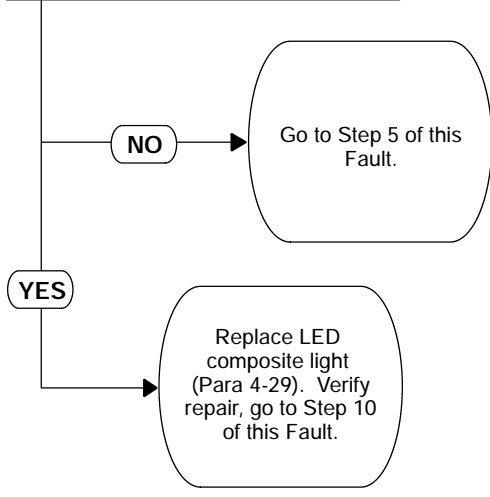 NO
Go to Step 5 of this
Fault.
YES
Replace LED
composite light
(Para 4-29). Verify
repair, go to Step 10
of this Fault.